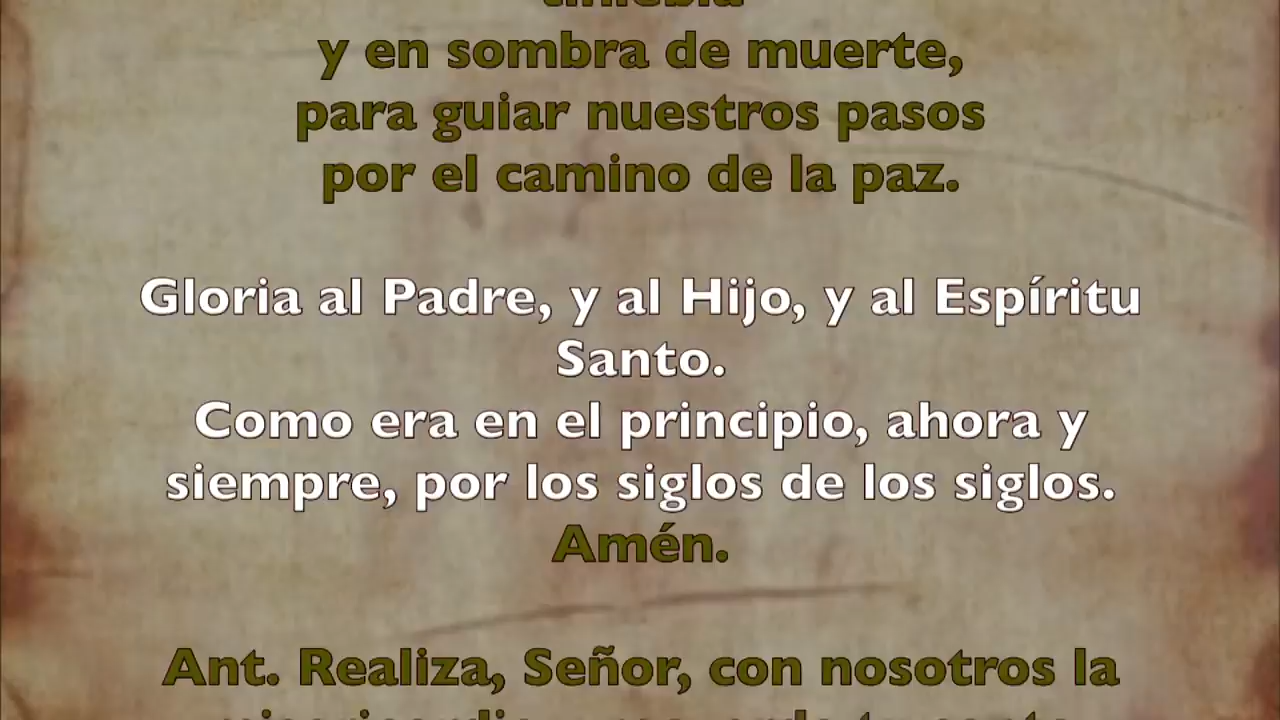 y en sombra de muerte,
para guiar nuestros pasos
por el camino de la paz.
Gloria al Padre, y al Hijo, y al Espíritu
Santo.
Como era en el principio, ahora y
siempre, por los siglos de los siglos.
Amén.
Ant. Realiza, Señor, con nosotros la